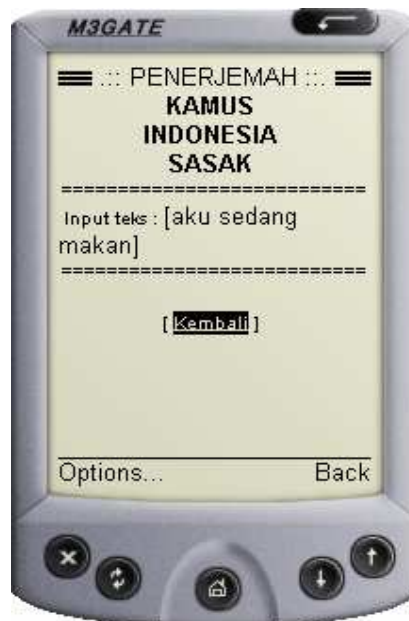 M3GATE
.::: PENERJEMAH :::.
KAMUS
INDONESIA
SASAK
============================
Input teks : [aku sedang
makan]
============================
[ Kembali ]
Options... Back